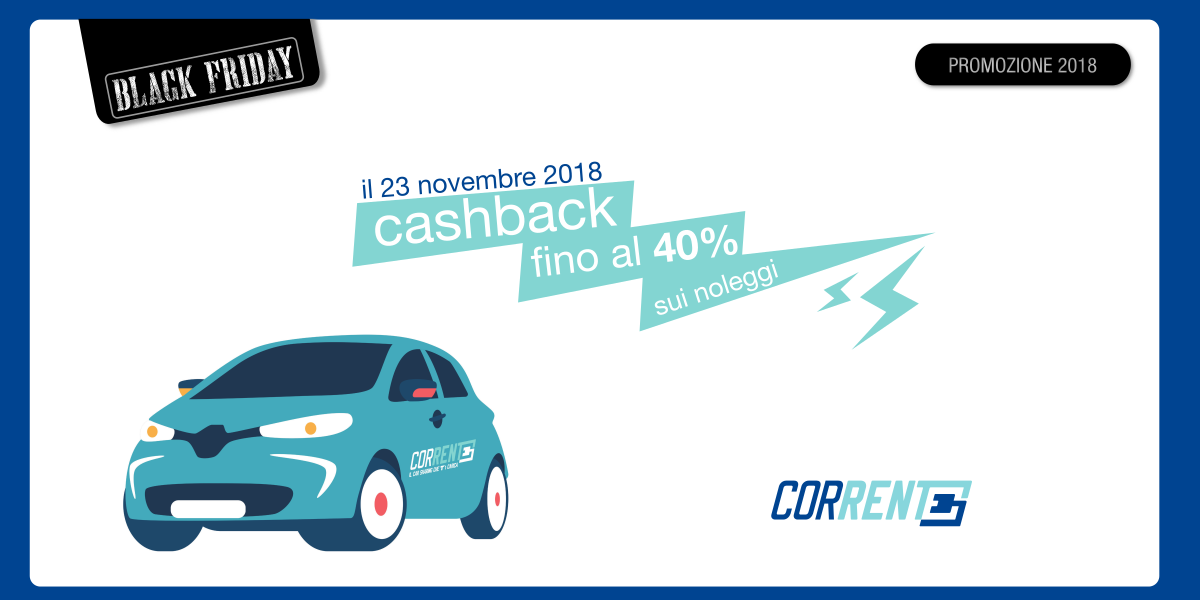 BLACK FRIDAY
PROMOZIONE 2018
il 23 novembre 2018
cashback
fino al 40%
sui noleggi
CORRENTE
CORRENTE